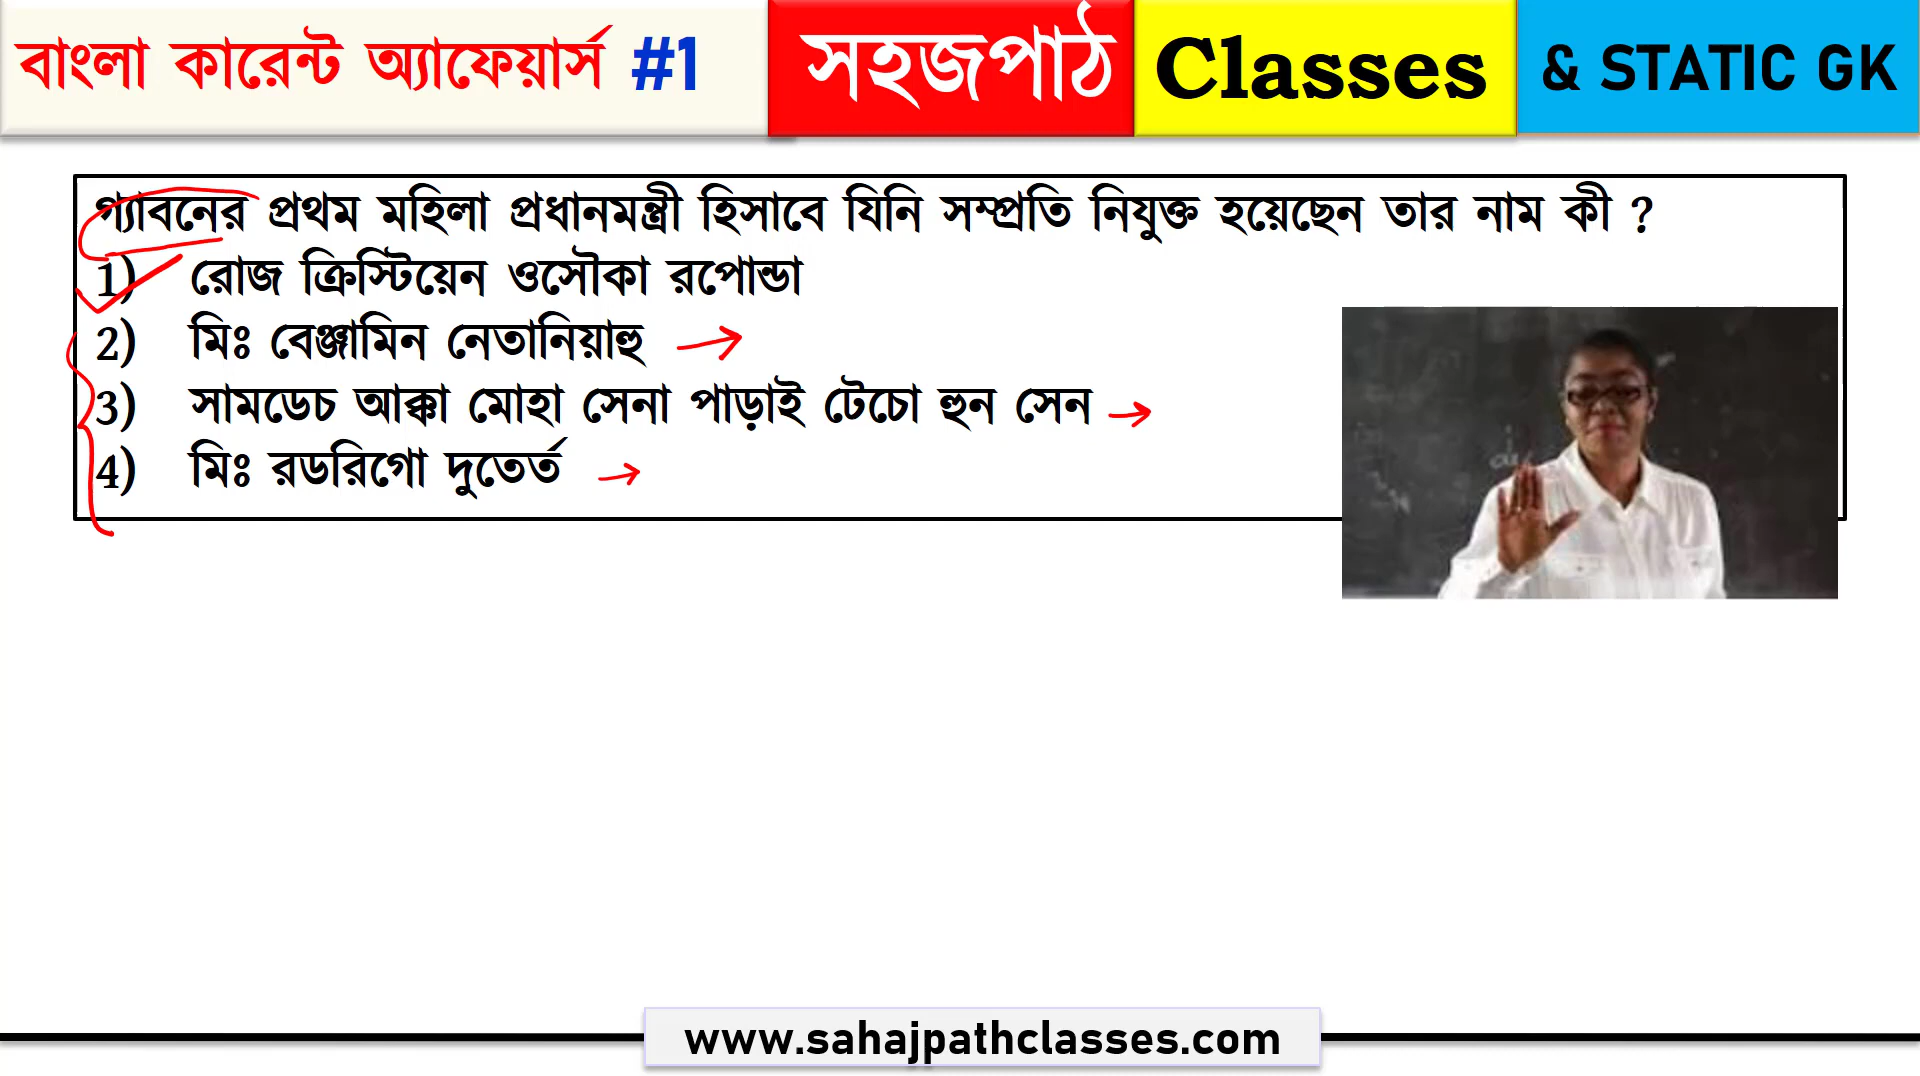 বাংলা কারেন্ট অ্যাফেয়ার্স #1 সহজপাঠ Classes & STATIC GK
গ্যাবনের প্রথম মহিলা প্রধানমন্ত্রী হিসাবে যিনি সম্প্রতি নিযুক্ত হয়েছেন তার নাম কী ?
1) রোজ ক্রিস্টিয়েন ওসৌকা রপোন্ডা
2) মিঃ বেঞ্জামিন নেতানিয়াহু
3) সামডেচ আক্কা মোহা সেনা পাড়াই টেচো হুন সেন
4) মিঃ রডরিগো দুতের্ত
www.sahajpathclasses.com